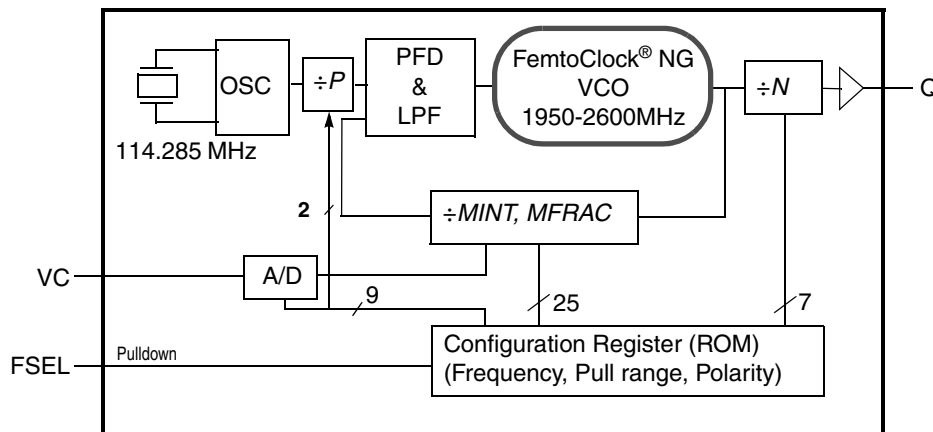 OSC
÷P
PFD
&
LPF
FemtoClock® NG
VCO
1950-2600MHz
÷N
Q
114.285 MHz
2
÷MINT, MFRAC
VC
A/D
9
25
7
FSEL
Pulldown
Configuration Register (ROM)
(Frequency, Pull range, Polarity)